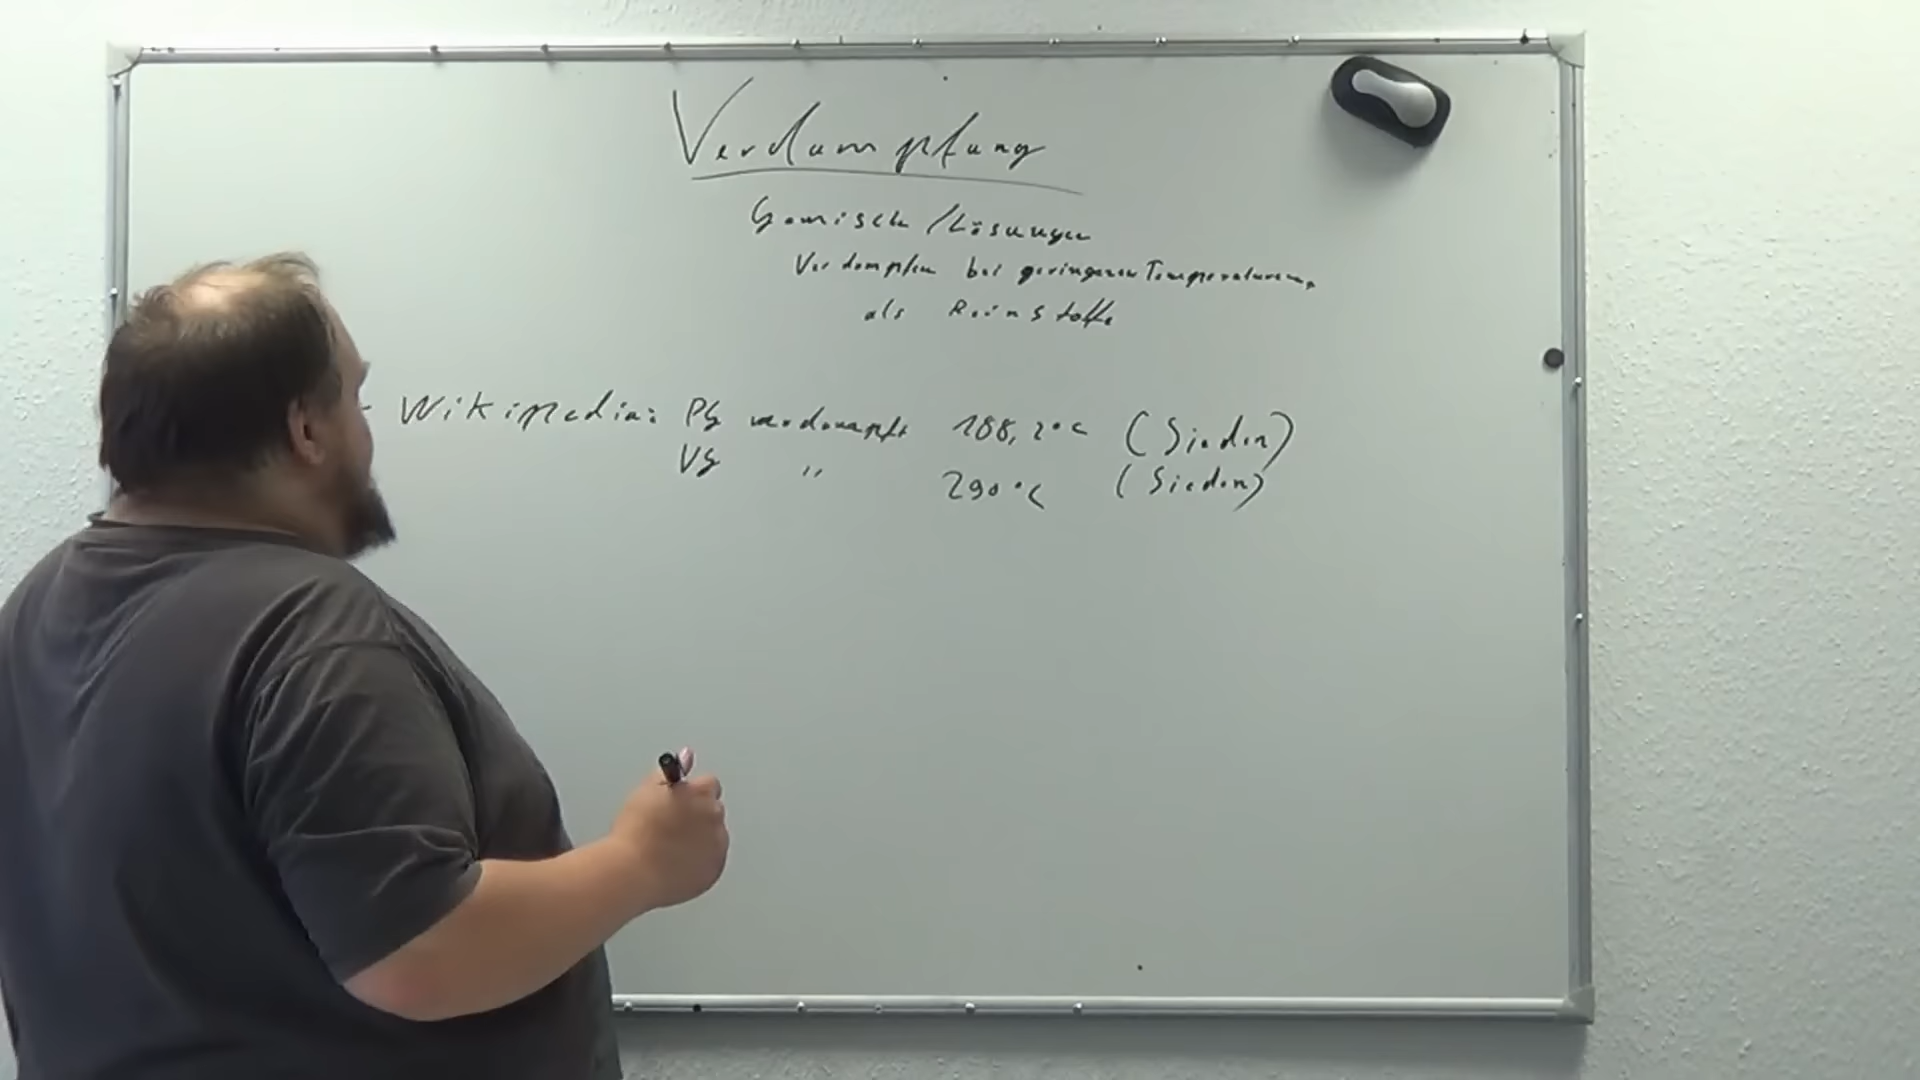 Verdampfung
Gemisch / Lösungen
Verdampfen bei geringeren Temperaturen,
als Reinstoffe
- Wikipedia: PG verdampft 188,2°C (Sieden)
VG " 290°C (Sieden)